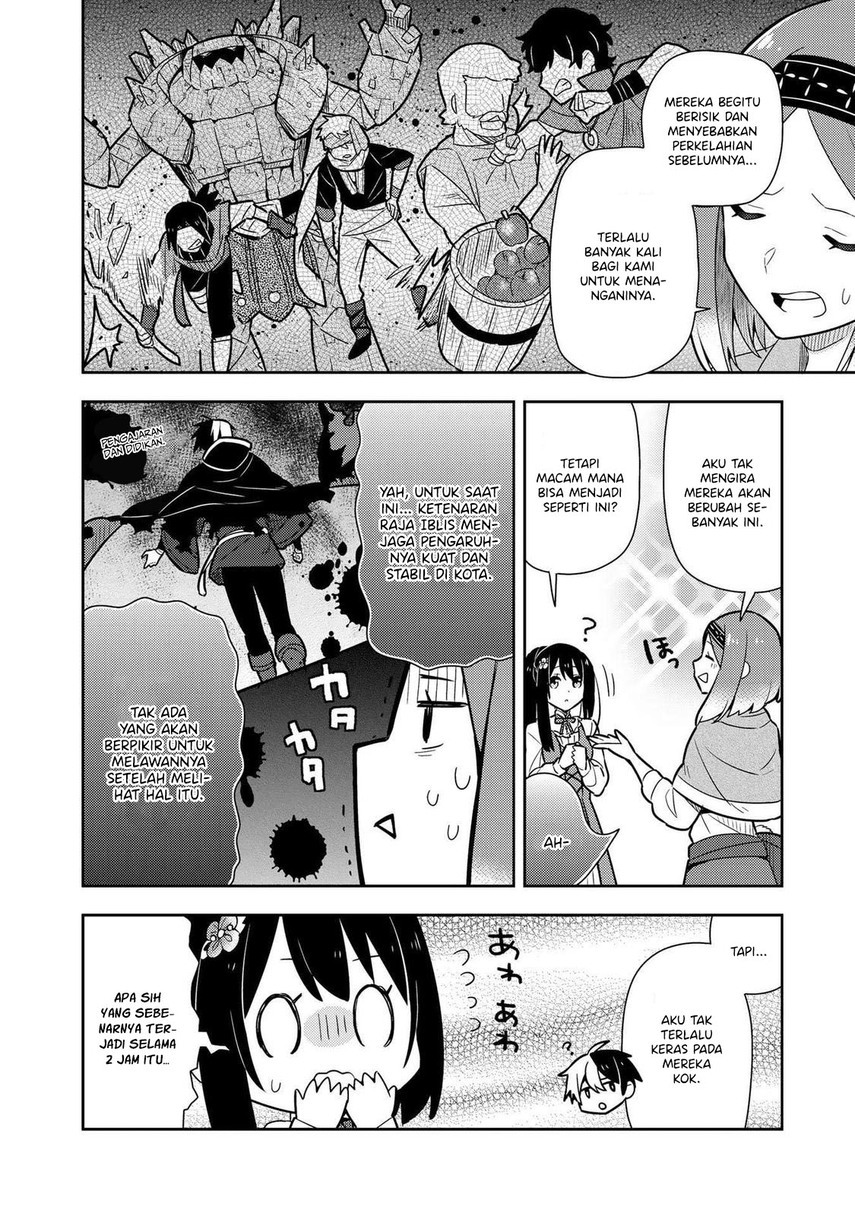 MEREKA BEGITU
BERISIK DAN
MENYEBABKAN
PERKELAHIAN
SEBELUMNYA...
TERLALU
BANYAK KALI
BAGI KAMI
UNTUK MENA-
NGANINYA.
AKU TAK
MENGIRA
MEREKA AKAN
BERUBAH SE-
BANYAK INI.
TETAPI
MACAM MANA
BISA MENJADI
SEPERTI INI?
?
ほっ
AH-
YAH, UNTUK SAAT
INI... KETENARAN
RAJA IBLIS MEN-
JAGA PENGARUH-
NYA KUAT DAN
STABIL DI KOTA.
PENGAJARAN
DAN DIDIKAN.
カタ
カタ
TAK ADA
YANG AKAN
BERPIKIR UNTUK
MELAWANNYA
SETELAH MELI-
HAT HAL ITU.
TAPI...
AKU TAK
TERLALU
KERAS PADA
MEREKA
KOK.
?
あわ
あわ
APA SIH
YANG SEBE-
NARNYA TER-
JADI SELAMA
2 JAM ITU...